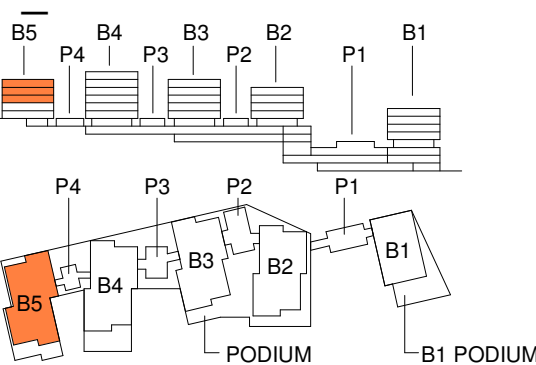 B5 P4 B4 P3 B3 P2 B2 P1 B1
P4 P3 P2 P1
B5 B4 B3 B2 B1
PODIUM B1 PODIUM